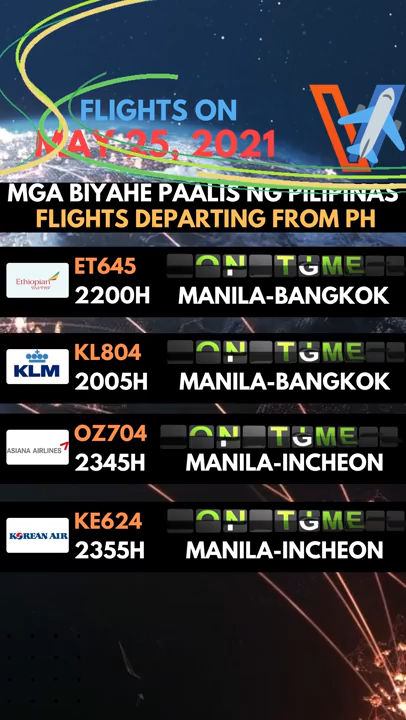 FLIGHTS ON
MAY 25, 2021
MGA BIYAHE PAALIS NG PILIPINAS
FLIGHTS DEPARTING FROM PH
Ethiopian
ET645
ON TIME
2200H
MANILA-BANGKOK
KLM
KL804
ON TIME
2005H
MANILA-BANGKOK
ASIANA AIRLINES
OZ704
ON TIME
2345H
MANILA-INCHEON
KOREAN AIR
KE624
ON TIME
2355H
MANILA-INCHEON